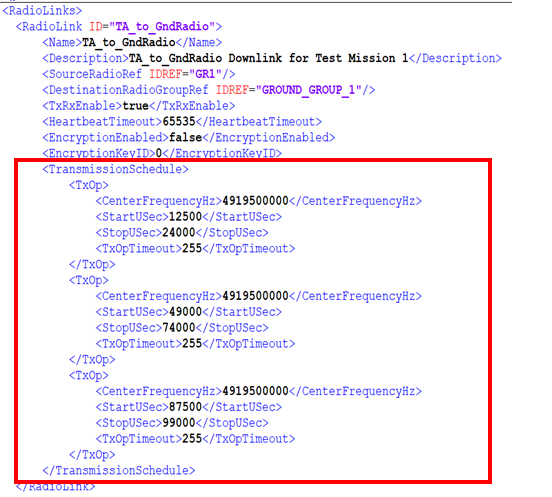 <RadioLinks>
<RadioLink ID="TA_to_GndRadio">
<Name>TA_to_GndRadio</Name>
<Description>TA_to_GndRadio Downlink for Test Mission 1</Description>
<SourceRadioRef IDREF="GR1"/>
<DestinationRadioGroupRef IDREF="GROUND_GROUP_1"/>
<TxRxEnable>true</TxRxEnable>
<HeartbeatTimeout>65535</HeartbeatTimeout>
<EncryptionEnabled>false</EncryptionEnabled>
<EncryptionKeyID>0</EncryptionKeyID>
<TransmissionSchedule>
<TxOp>
<CenterFrequencyHz>4919500000</CenterFrequencyHz>
<StartUSec>12500</StartUSec>
<StopUSec>24000</StopUSec>
<TxOpTimeout>255</TxOpTimeout>
</TxOp>
<TxOp>
<CenterFrequencyHz>4919500000</CenterFrequencyHz>
<StartUSec>49000</StartUSec>
<StopUSec>74000</StopUSec>
<TxOpTimeout>255</TxOpTimeout>
</TxOp>
<TxOp>
<CenterFrequencyHz>4919500000</CenterFrequencyHz>
<StartUSec>87500</StartUSec>
<StopUSec>99000</StopUSec>
<TxOpTimeout>255</TxOpTimeout>
</TxOp>
</TransmissionSchedule>
</RadioLink>